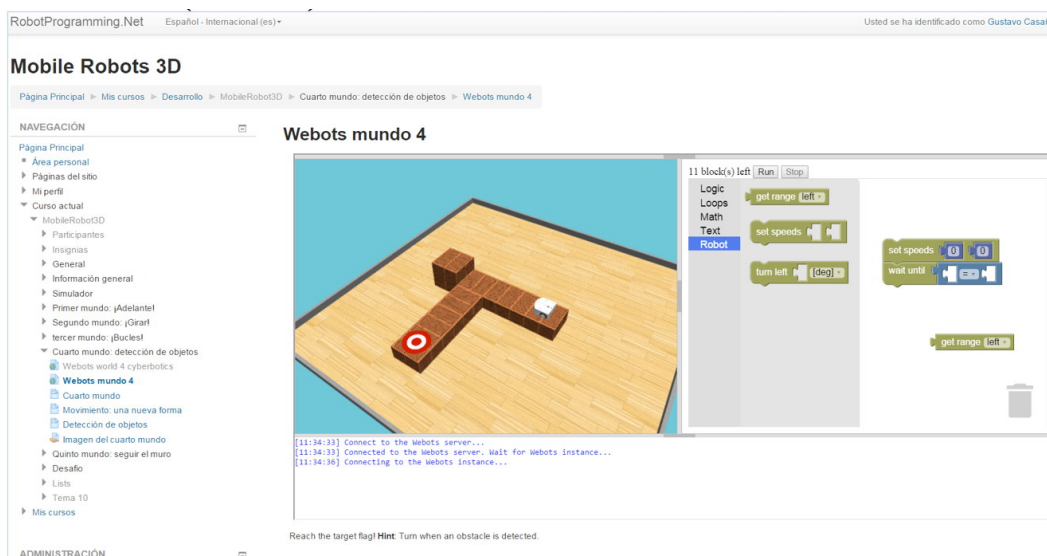 RobotProgramming.Net Español - Internacional (es)
Usted se ha identificado como Gustavo Casañ
Mobile Robots 3D
Página Principal Mis cursos Desarrollo MobileRobot3D Cuarto mundo: detección de objetos Webots mundo 4
NAVEGACIÓN
Página Principal
Área personal
Páginas del sitio
Mi perfil
Curso actual
MobileRobot3D
Participantes
Insignias
General
Información general
Simulador
Primer mundo: ¡Adelante!
Segundo mundo: ¡Girar!
tercer mundo: ¡Bucles!
Cuarto mundo: detección de objetos
Webots world 4 cyberbotics
Webots mundo 4
Cuarto mundo
Movimiento: una nueva forma
Detección de objetos
Imagen del cuarto mundo
Quinto mundo: seguir el muro
Desafío
Lists
Tema 10
Mis cursos
ADMINISTRACIÓN
Webots mundo 4
11 block(s) left Run Stop
Logic
Loops
Math
Text
Robot
get range left
set speeds
turn left [deg]
set speeds 0 0
wait until =
get range left
[11:34:33] Connect to the Webots server...
[11:34:33] Connected to the Webots server. Wait for Webots instance...
[11:34:36] Connecting to the Webots instance...
Reach the target flag! Hint: Turn when an obstacle is detected.